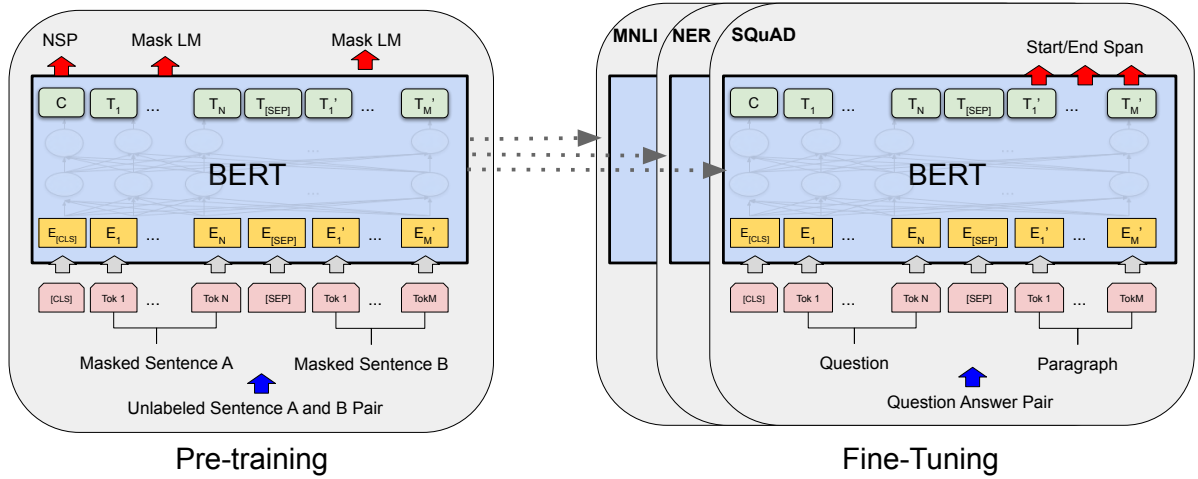 NSP Mask LM Mask LM
C T1 ... TN T[SEP] T1' ... TM'
...
BERT
...
E[CLS] E1 ... EN E[SEP] E1' ... EM'
[CLS] Tok 1 ... Tok N [SEP] Tok 1 ... TokM
Masked Sentence A Masked Sentence B
Unlabeled Sentence A and B Pair
Pre-training
MNLI NER SQuAD
Start/End Span
C T1 ... TN T[SEP] T1' ... TM'
...
BERT
...
E[CLS] E1 ... EN E[SEP] E1' ... EM'
[CLS] Tok 1 ... Tok N [SEP] Tok 1 ... TokM
Question Paragraph
Question Answer Pair
Fine-Tuning